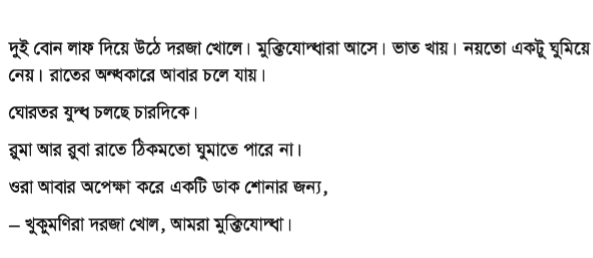 দুই বোন লাফ দিয়ে উঠে দরজা খোলে। মুক্তিযোদ্ধারা আসে। ভাত খায়। নয়তো একটু ঘুমিয়ে
নেয়। রাতের অন্ধকারে আবার চলে যায়।
ঘোরতর যুদ্ধ চলছে চারদিকে।
রুমা আর রুবা রাতে ঠিকমতো ঘুমাতে পারে না।
ওরা আবার অপেক্ষা করে একটি ডাক শোনার জন্য,
– খুকুমণিরা দরজা খোল, আমরা মুক্তিযোদ্ধা।